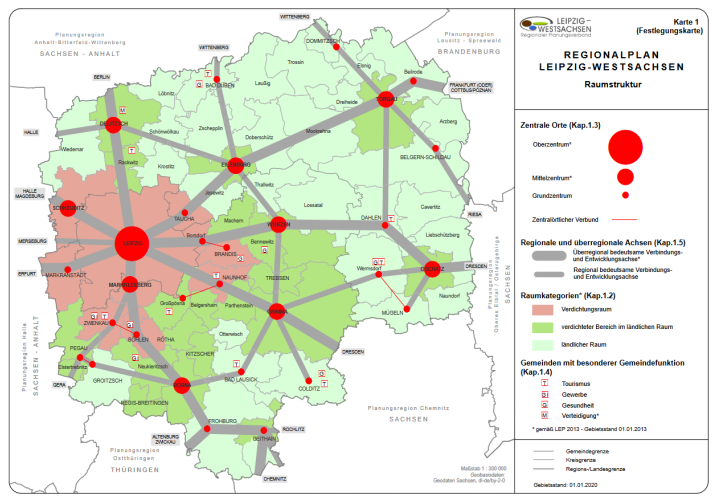 LEIPZIG–
WESTSACHSEN
Regionaler Planungsverband
Karte 1
(Festlegungskarte)
REGIONALPLAN
LEIPZIG-WESTSACHSEN
Raumstruktur
Zentrale Orte (Kap.1.3)
Oberzentrum*
Mittelzentrum*
Grundzentrum
Zentralörtlicher Verbund
Regionale und überregionale Achsen (Kap.1.5)
Überregional bedeutsame Verbindungs-
und Entwicklungsachse*
Regional bedeutsame Verbindungs-
und Entwicklungsachse
Raumkategorien* (Kap.1.2)
Verdichtungsraum
verdichteter Bereich im ländlichen Raum
ländlicher Raum
Gemeinden mit besonderer Gemeindefunktion
(Kap.1.4)
T Tourismus
G Gewerbe
G Gesundheit
M Verteidigung*
* gemäß LEP 2013 - Gebietsstand 01.01.2013
Gemeindegrenze
Kreisgrenze
Regions-/Landesgrenze
Gebietsstand: 01.01.2020
Planungsregion
Anhalt-Bitterfeld-Wittenberg
SACHSEN - ANHALT
WITTENBERG
WITTENBERG
Planungsregion
Lausitz - Spreewald
BRANDENBURG
DOMMITZSCH
Trossin
Elsnig
Beilrode
FRANKFURT (ODER)
COTTBUS/POZNAN
BERLIN
Löbnitz
BAD DÜBEN
Laußig
Dreiheide
TORGAU
Arzberg
HALLE
DELITZSCH
Schönwölkau
Zschepplin
Doberschütz
Mockrehna
Wiedemar
Rackwitz
Krostitz
EILENBURG
BELGERN-SCHILDAU
HALLE
MAGDEBURG
SCHKEUDITZ
Jesewitz
Thallwitz
TAUCHA
Lossatal
Cavertitz
RIESA
MERSEBURG
LEIPZIG
Machern
WURZEN
DAHLEN
Borsdorf
BRANDIS
Bennewitz
Liebschützberg
ERFURT
MARKRANSTÄDT
NAUNHOF
TREBSEN
Wermsdorf
OSCHATZ
DRESDEN
MARKKLEEBERG
Großpösna
Belgershain
Parthenstein
GRIMMA
Naundorf
MÜGELN
ZWENKAU
BÖHLEN
RÖTHA
Otterwisch
PEGAU
KITZSCHER
Elstertrebnitz
Neukieritzsch
DRESDEN
GERA
GROITZSCH
BORNA
BAD LAUSICK
COLDITZ
REGIS-BREITINGEN
FROHBURG
GEITHAIN
ROCHLITZ
ALTENBURG
ZWICKAU
CHEMNITZ
Planungsregion Halle
SACHSEN - ANHALT
Planungsregion
Oberes Elbtal / Osterzgebirge
SACHSEN
Planungsregion Chemnitz
SACHSEN
Planungsregion
Ostthüringen
THÜRINGEN
Maßstab 1 : 300 000
Geobasisdaten:
Geodaten Sachsen, dl-de/by-2-0